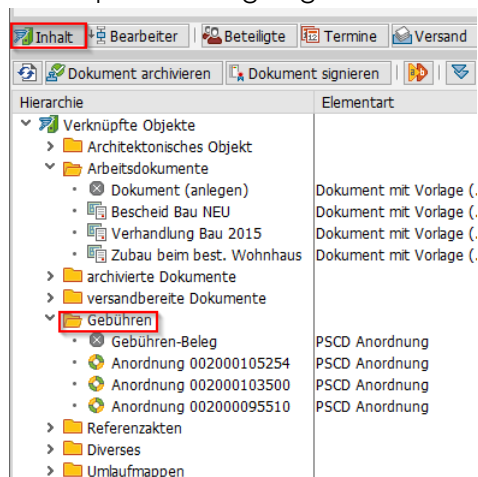 Inhalt Bearbeiter Beteiligte Termine Versand
Dokument archivieren Dokument signieren
Hierarchie Elementart
Verknüpfte Objekte
Architektonisches Objekt
Arbeitsdokumente
Dokument (anlegen) Dokument mit Vorlage (.
Bescheid Bau NEU Dokument mit Vorlage (.
Verhandlung Bau 2015 Dokument mit Vorlage (.
Zubau beim best. Wohnhaus Dokument mit Vorlage (.
archivierte Dokumente
versandbereite Dokumente
Gebühren
Gebühren-Beleg PSCD Anordnung
Anordnung 002000105254 PSCD Anordnung
Anordnung 002000103500 PSCD Anordnung
Anordnung 002000095510 PSCD Anordnung
Referenzakten
Diverses
Umlaufmappen